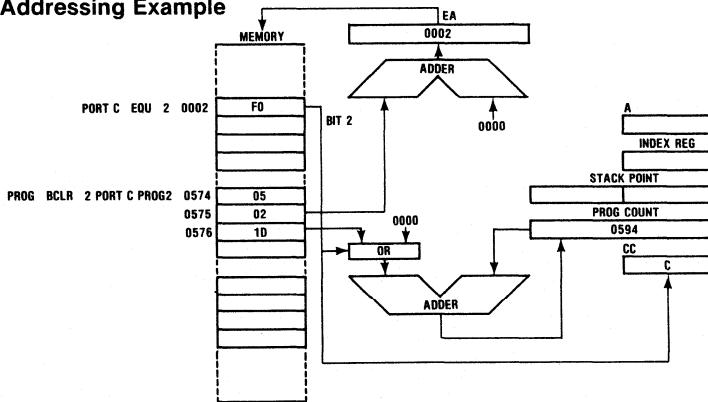 Addressing Example
EA
0002
MEMORY
ADDER
PORT C EQU 2 0002 F0
BIT 2
0000
A
INDEX REG
STACK POINT
PROG BCLR 2 PORT C PROG2 0574 05
0575 02
PROG COUNT
0594
0576 1D
0000
OR
CC
C
ADDER